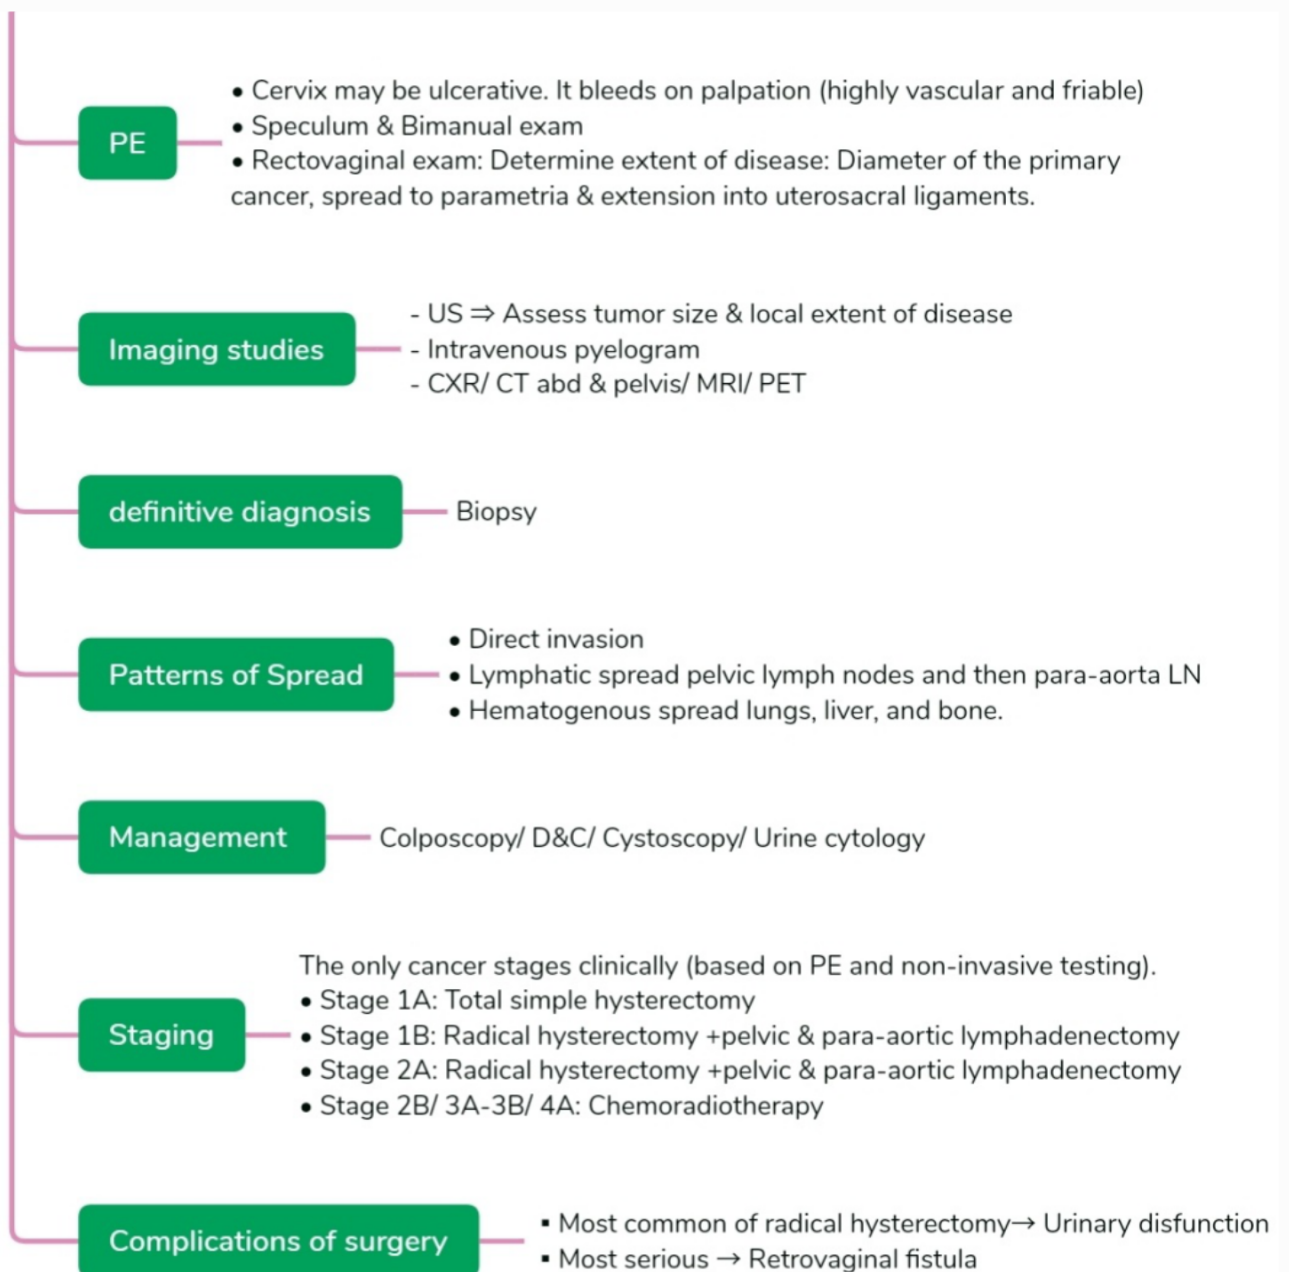 PE
• Cervix may be ulcerative. It bleeds on palpation (highly vascular and friable)
• Speculum & Bimanual exam
• Rectovaginal exam: Determine extent of disease: Diameter of the primary
cancer, spread to parametria & extension into uterosacral ligaments.
Imaging studies
- US ⇒ Assess tumor size & local extent of disease
- Intravenous pyelogram
- CXR/ CT abd & pelvis/ MRI/ PET
definitive diagnosis
Biopsy
Patterns of Spread
• Direct invasion
• Lymphatic spread pelvic lymph nodes and then para-aorta LN
• Hematogenous spread lungs, liver, and bone.
Management
Colposcopy/ D&C/ Cystoscopy/ Urine cytology
Staging
The only cancer stages clinically (based on PE and non-invasive testing).
• Stage 1A: Total simple hysterectomy
• Stage 1B: Radical hysterectomy +pelvic & para-aortic lymphadenectomy
• Stage 2A: Radical hysterectomy +pelvic & para-aortic lymphadenectomy
• Stage 2B/ 3A-3B/ 4A: Chemoradiotherapy
Complications of surgery
▪ Most common of radical hysterectomy→ Urinary disfunction
▪ Most serious → Retrovaginal fistula